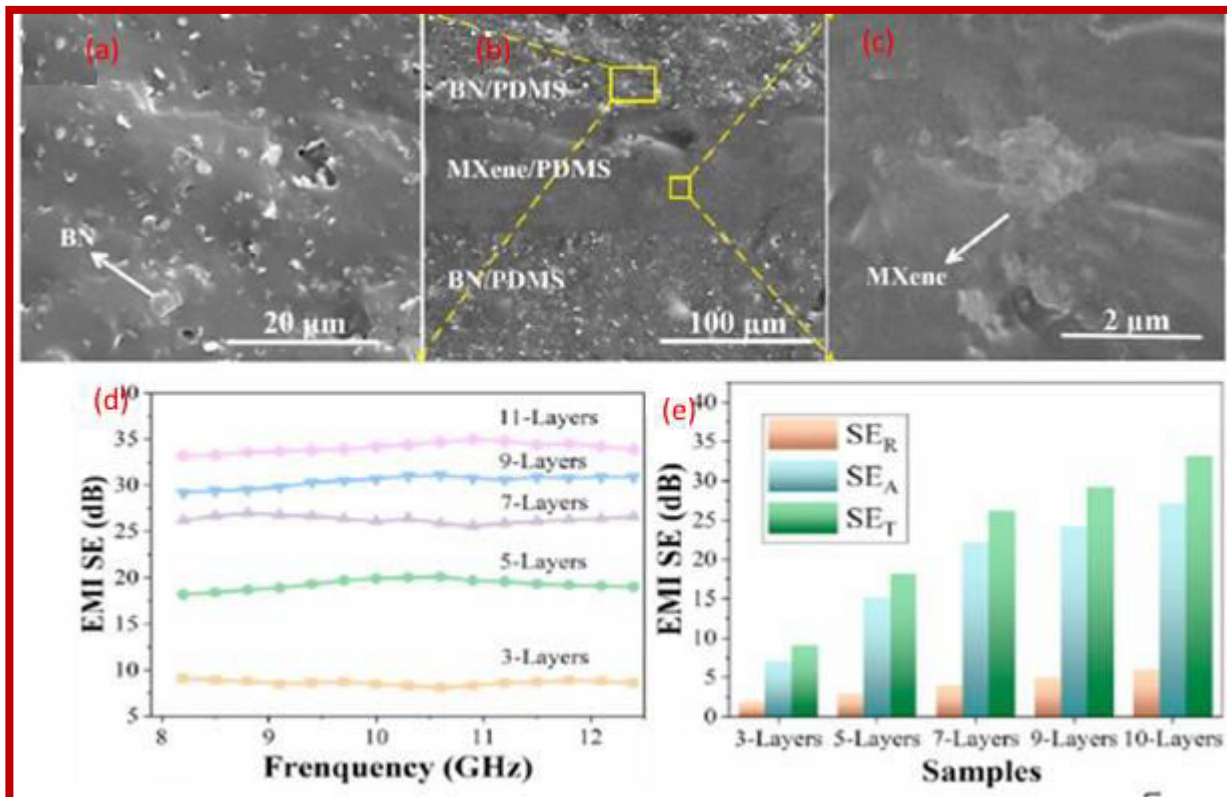 (a)
BN
20 μm
(b)
BN/PDMS
MXene/PDMS
BN/PDMS
100 μm
(c)
MXene
2 μm
(d)
EMI SE (dB)
35
30
25
20
15
10
5
11-Layers
9-Layers
7-Layers
5-Layers
3-Layers
8
9
10
11
12
Frenquency (GHz)
(e)
EMI SE (dB)
40
35
30
25
20
15
10
5
0
SE_R
SE_A
SE_T
3-Layers 5-Layers 7-Layers 9-Layers 10-Layers
Samples